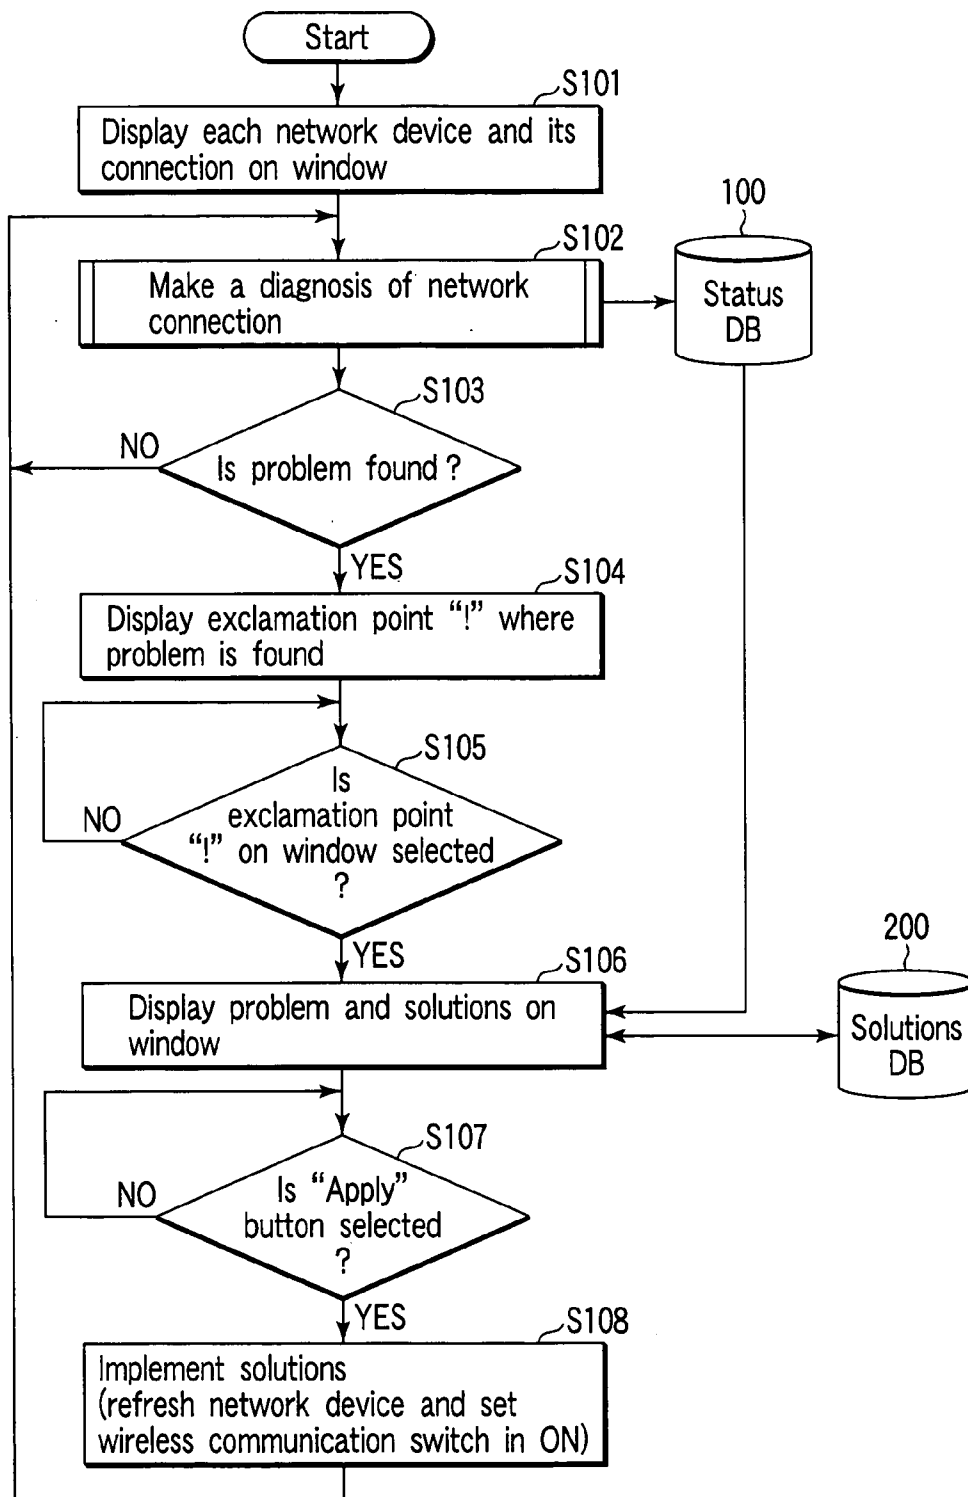 Start
S101
Display each network device and its
connection on window
100
S102
Make a diagnosis of network
connection
Status
DB
S103
NO
Is problem found ?
YES
S104
Display exclamation point “!” where
problem is found
S105
Is
exclamation point
“!” on window selected
?
NO
YES
S106
200
Display problem and solutions on
window
Solutions
DB
S107
NO
Is “Apply”
button selected
?
YES
S108
Implement solutions
(refresh network device and set
wireless communication switch in ON)